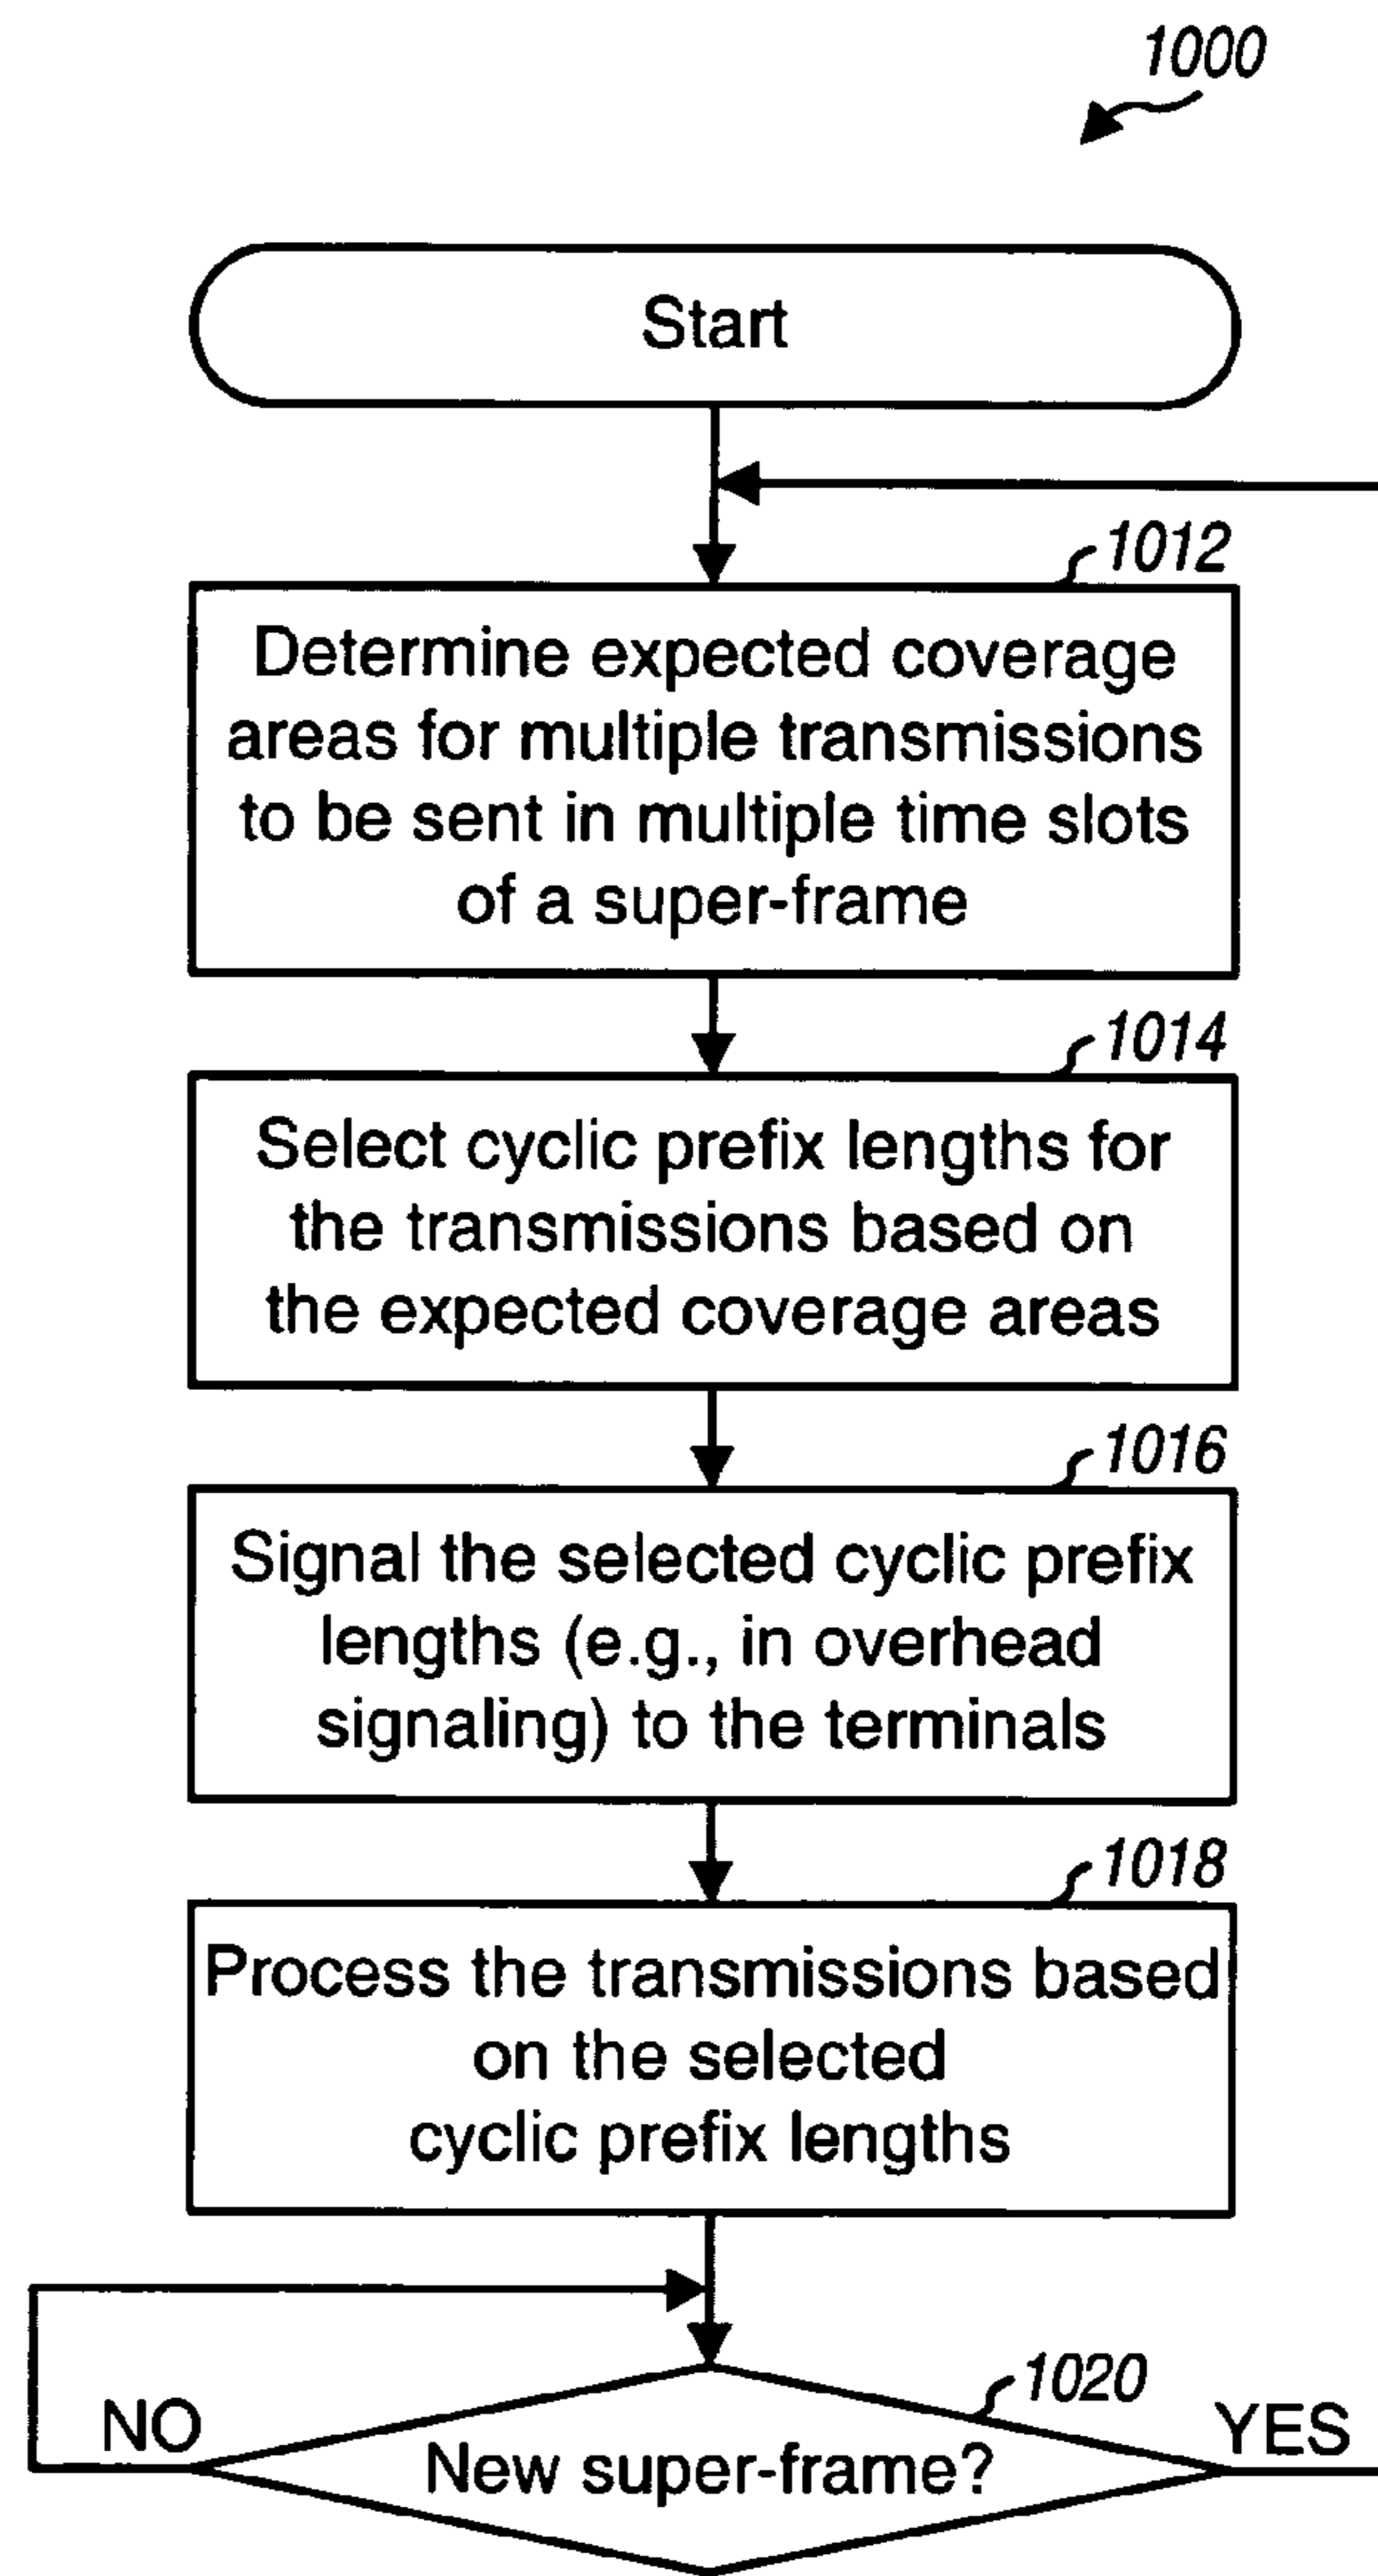 1000
Start
1012
Determine expected coverage
areas for multiple transmissions
to be sent in multiple time slots
of a super-frame
1014
Select cyclic prefix lengths for
the transmissions based on
the expected coverage areas
1016
Signal the selected cyclic prefix
lengths (e.g., in overhead
signaling) to the terminals
1018
Process the transmissions based
on the selected
cyclic prefix lengths
1020
NO
New super-frame?
YES